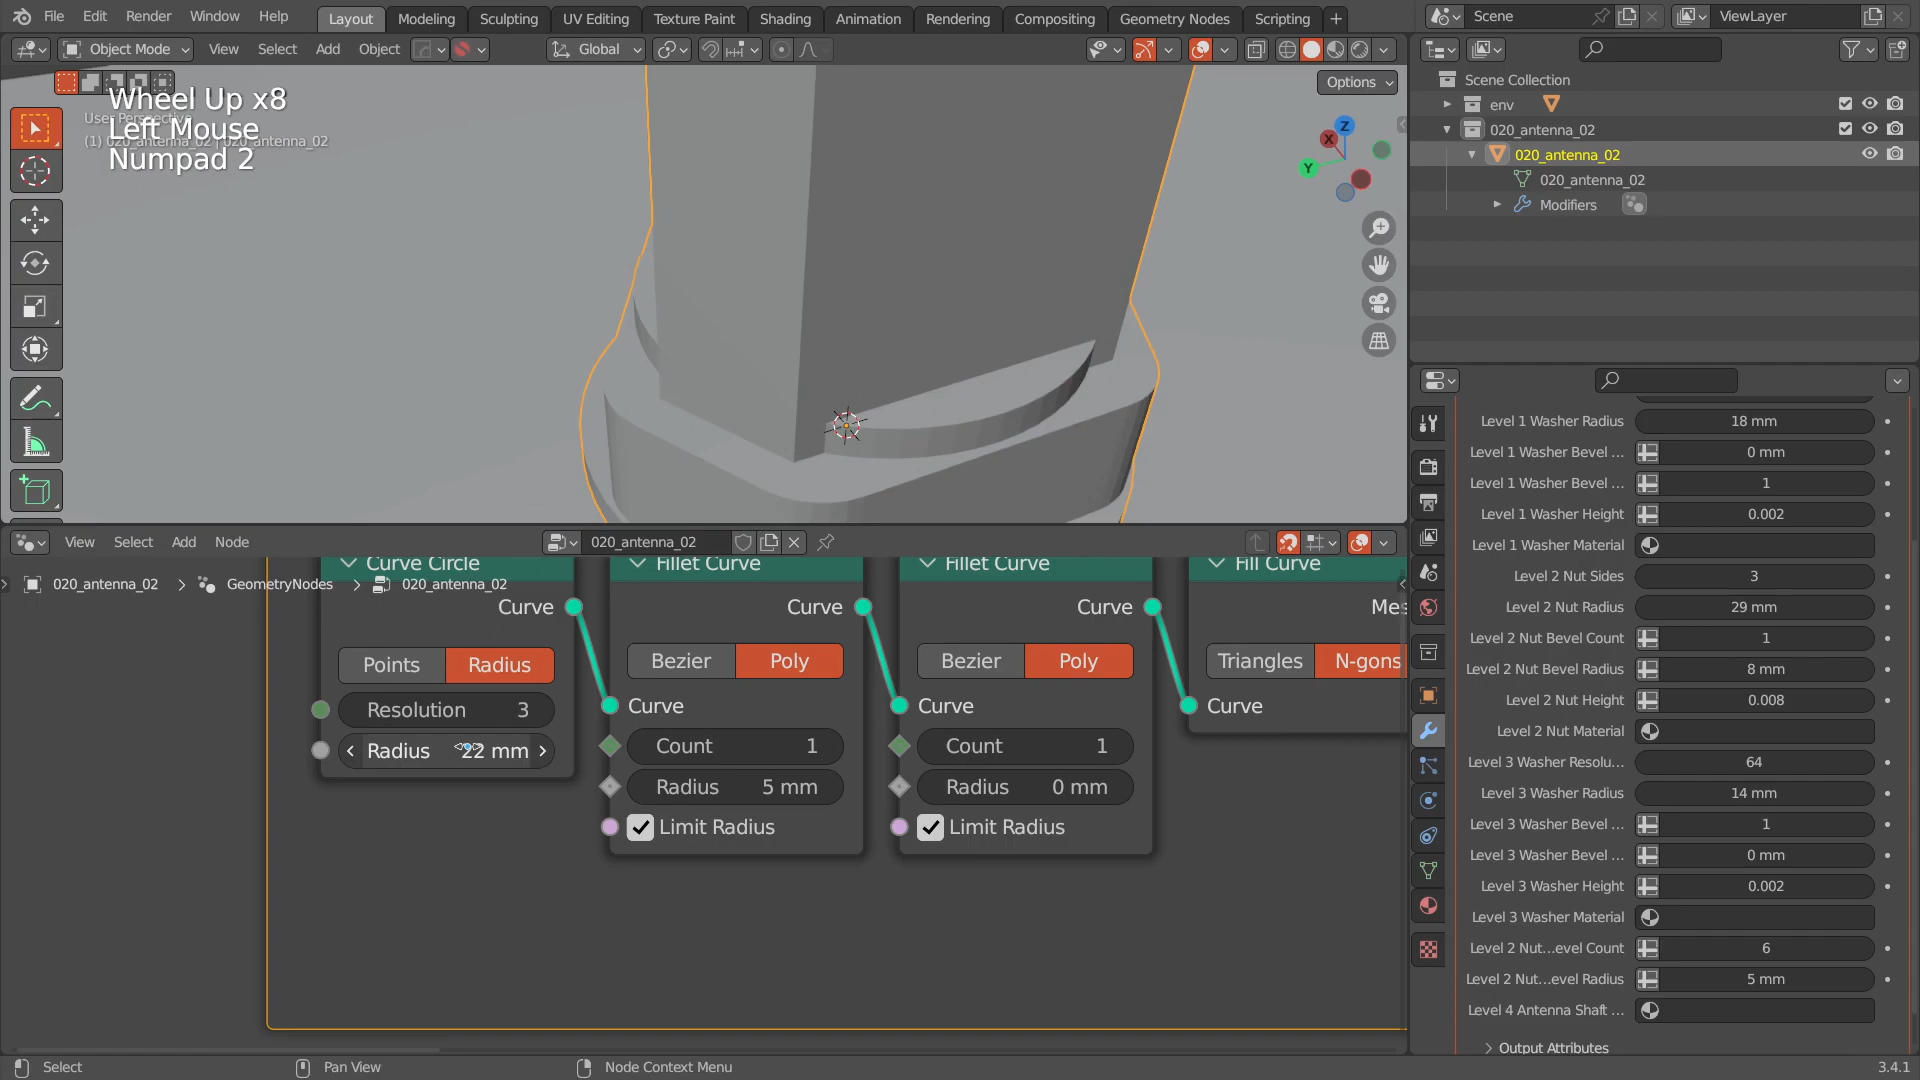 File Edit Render Window Help Layout Modeling Sculpting UV Editing Texture Paint Shading Animation Rendering Compositing Geometry Nodes Scripting + Scene ViewLayer
Object Mode View Select Add Object Global
Options
Wheel Up x8
User Perspective
Left Mouse
(1) 020_antenna_02 | 020_antenna_02
Numpad 2
Z
X
Y
Scene Collection
env
020_antenna_02
020_antenna_02
020_antenna_02
Modifiers
Level 1 Washer Radius 18 mm
Level 1 Washer Bevel ... 0 mm
Level 1 Washer Bevel ... 1
Level 1 Washer Height 0.002
Level 1 Washer Material
Level 2 Nut Sides 3
Level 2 Nut Radius 29 mm
Level 2 Nut Bevel Count 1
Level 2 Nut Bevel Radius 8 mm
Level 2 Nut Height 0.008
Level 2 Nut Material
Level 3 Washer Resolu... 64
Level 3 Washer Radius 14 mm
Level 3 Washer Bevel ... 1
Level 3 Washer Bevel ... 0 mm
Level 3 Washer Height 0.002
Level 3 Washer Material
Level 2 Nut...evel Count 6
Level 2 Nut...evel Radius 5 mm
Level 4 Antenna Shaft ...
Output Attributes
View Select Add Node 020_antenna_02
020_antenna_02 > GeometryNodes > 020_antenna_02
Curve Circle
Curve
Points Radius
Resolution 3
Radius 22 mm
Fillet Curve
Curve
Bezier Poly
Curve
Count 1
Radius 5 mm
Limit Radius
Fillet Curve
Curve
Bezier Poly
Curve
Count 1
Radius 0 mm
Limit Radius
Fill Curve
Mes
Triangles N-gons
Curve
Select Pan View Node Context Menu 3.4.1